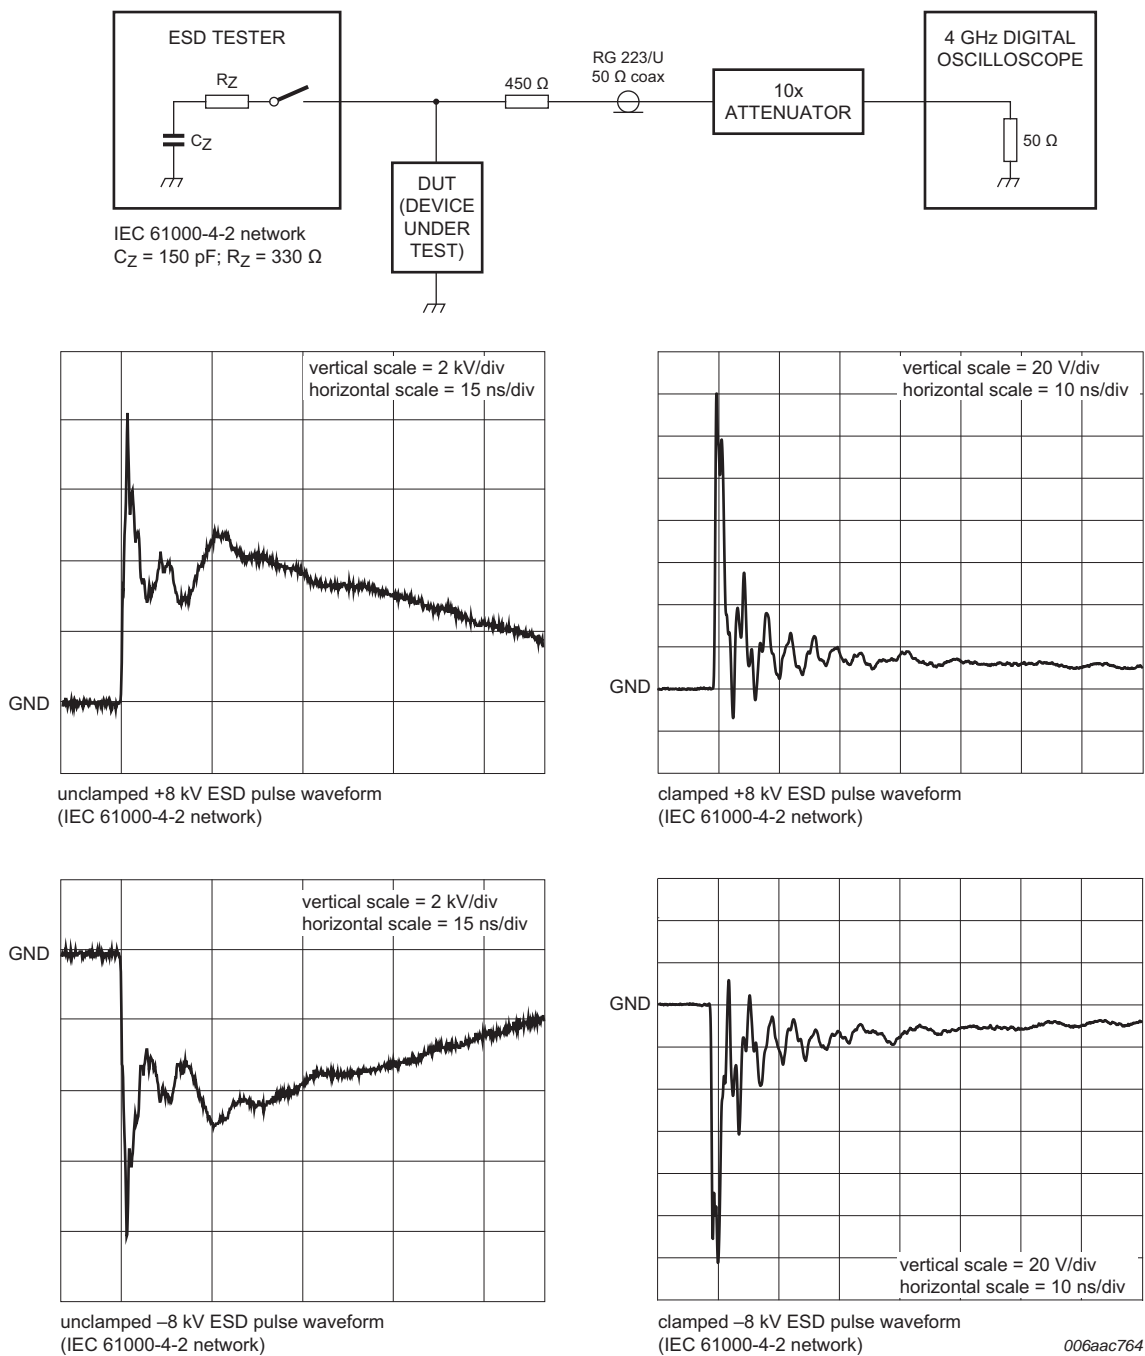 ESD TESTER
RZ
CZ
IEC 61000-4-2 network
CZ = 150 pF; RZ = 330 Ω
DUT
(DEVICE
UNDER
TEST)
450 Ω
RG 223/U
50 Ω coax
10x
ATTENUATOR
4 GHz DIGITAL
OSCILLOSCOPE
50 Ω
vertical scale = 2 kV/div
horizontal scale = 15 ns/div
GND
unclamped +8 kV ESD pulse waveform
(IEC 61000-4-2 network)
vertical scale = 20 V/div
horizontal scale = 10 ns/div
GND
clamped +8 kV ESD pulse waveform
(IEC 61000-4-2 network)
vertical scale = 2 kV/div
horizontal scale = 15 ns/div
GND
unclamped –8 kV ESD pulse waveform
(IEC 61000-4-2 network)
GND
vertical scale = 20 V/div
horizontal scale = 10 ns/div
clamped –8 kV ESD pulse waveform
(IEC 61000-4-2 network)
006aac764